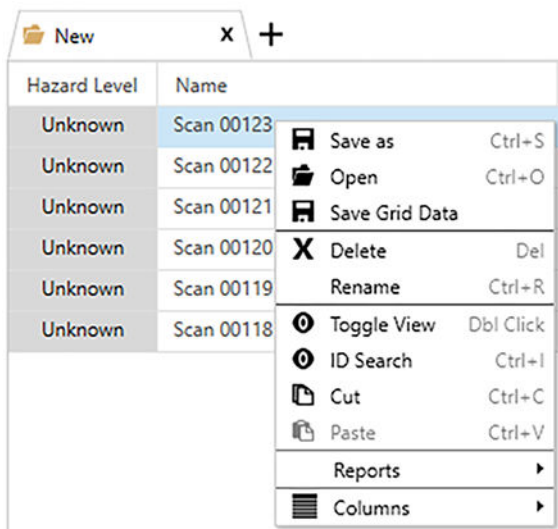 New X +
Hazard Level Name
Unknown Scan 00123
Unknown Scan 00122
Unknown Scan 00121
Unknown Scan 00120
Unknown Scan 00119
Unknown Scan 00118
Save as Ctrl+S
Open Ctrl+O
Save Grid Data
Delete Del
Rename Ctrl+R
Toggle View Dbl Click
ID Search Ctrl+I
Cut Ctrl+C
Paste Ctrl+V
Reports
Columns